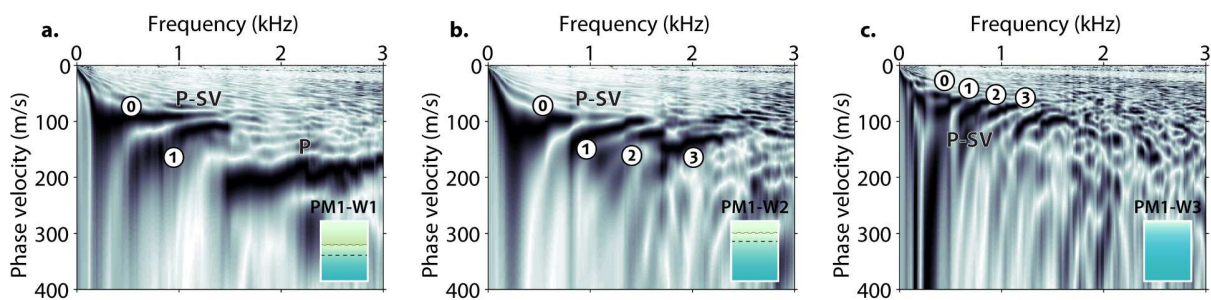 a.
Frequency (kHz)
0 1 2 3
Phase velocity (m/s)
0
100
200
300
400
0
P-SV
1
P
PM1-W1
b.
Frequency (kHz)
0 1 2 3
Phase velocity (m/s)
0
100
200
300
400
0
P-SV
1
2
3
PM1-W2
c.
Frequency (kHz)
0 1 2 3
Phase velocity (m/s)
0
100
200
300
400
0
1
2
3
P-SV
PM1-W3